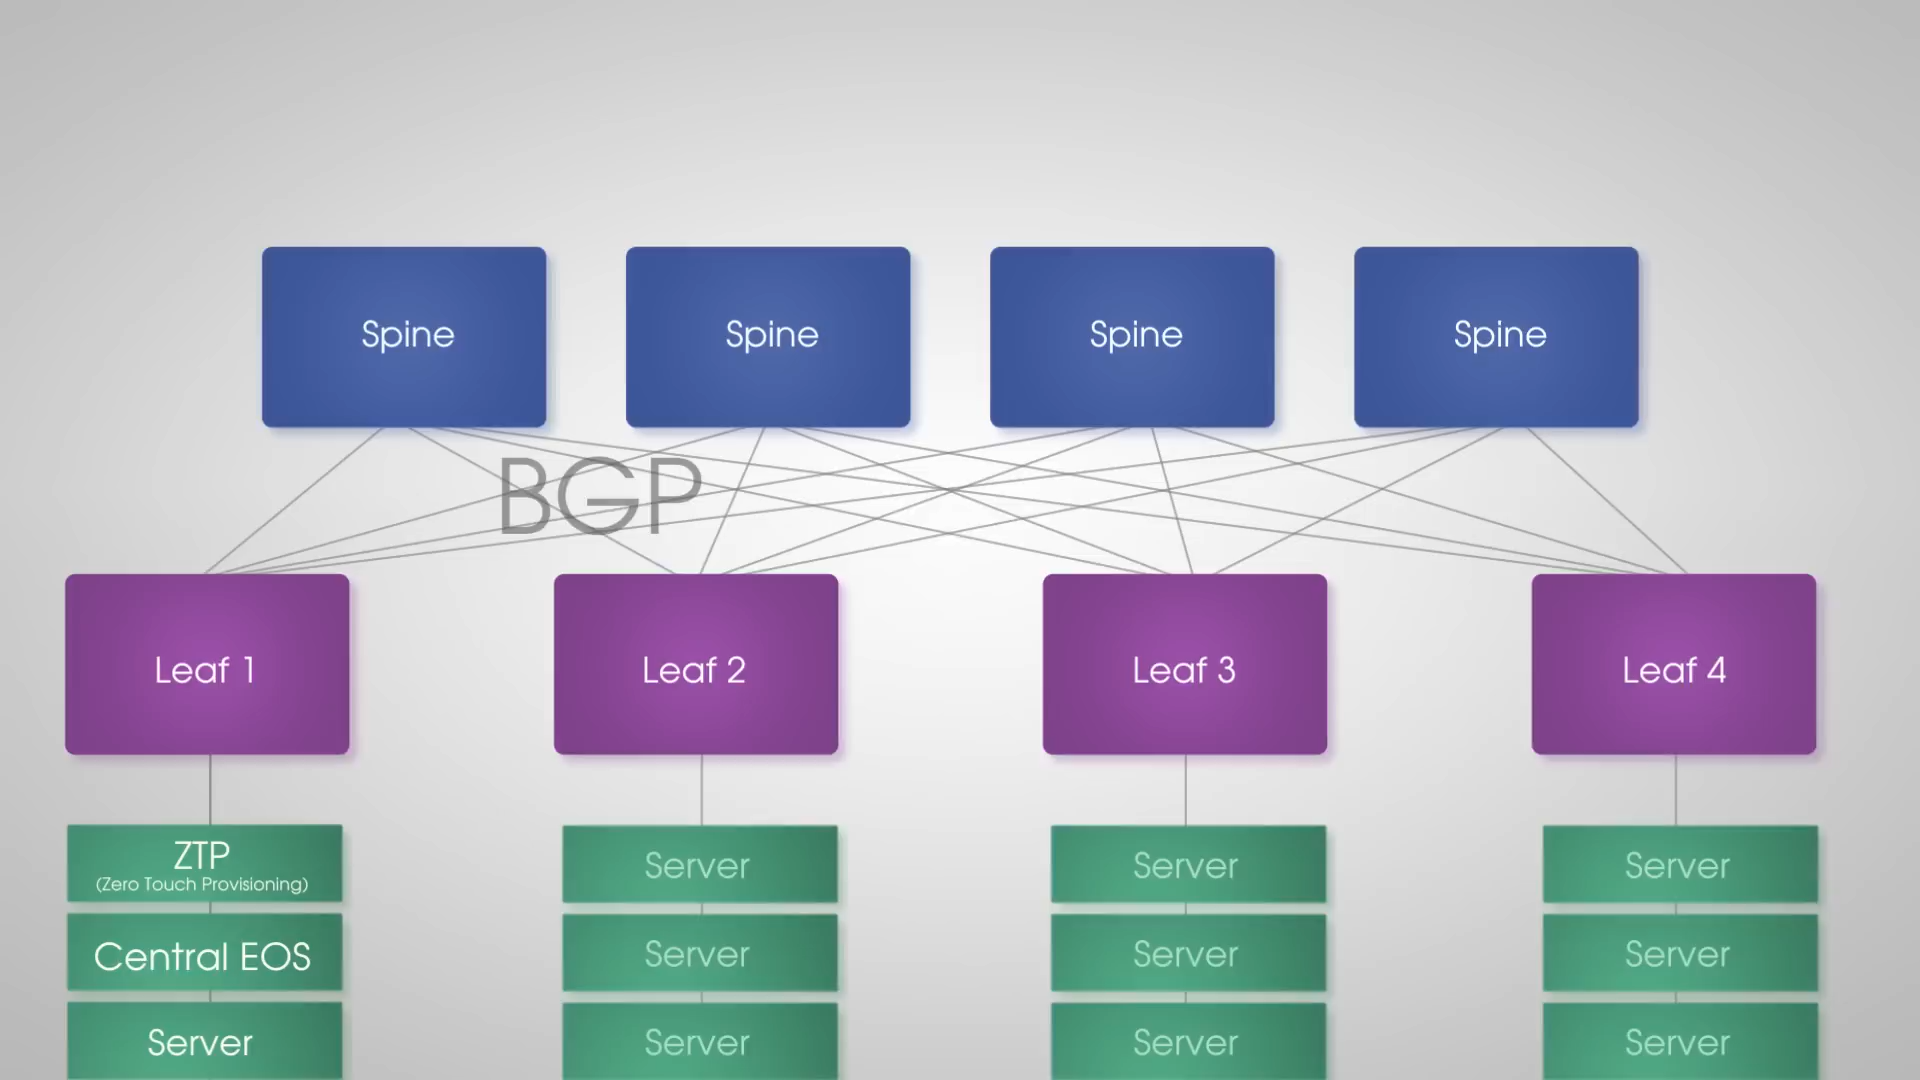 Spine
Spine
Spine
Spine
BGP
Leaf 1
Leaf 2
Leaf 3
Leaf 4
ZTP
(Zero Touch Provisioning)
Server
Server
Server
Central EOS
Server
Server
Server
Server
Server
Server
Server